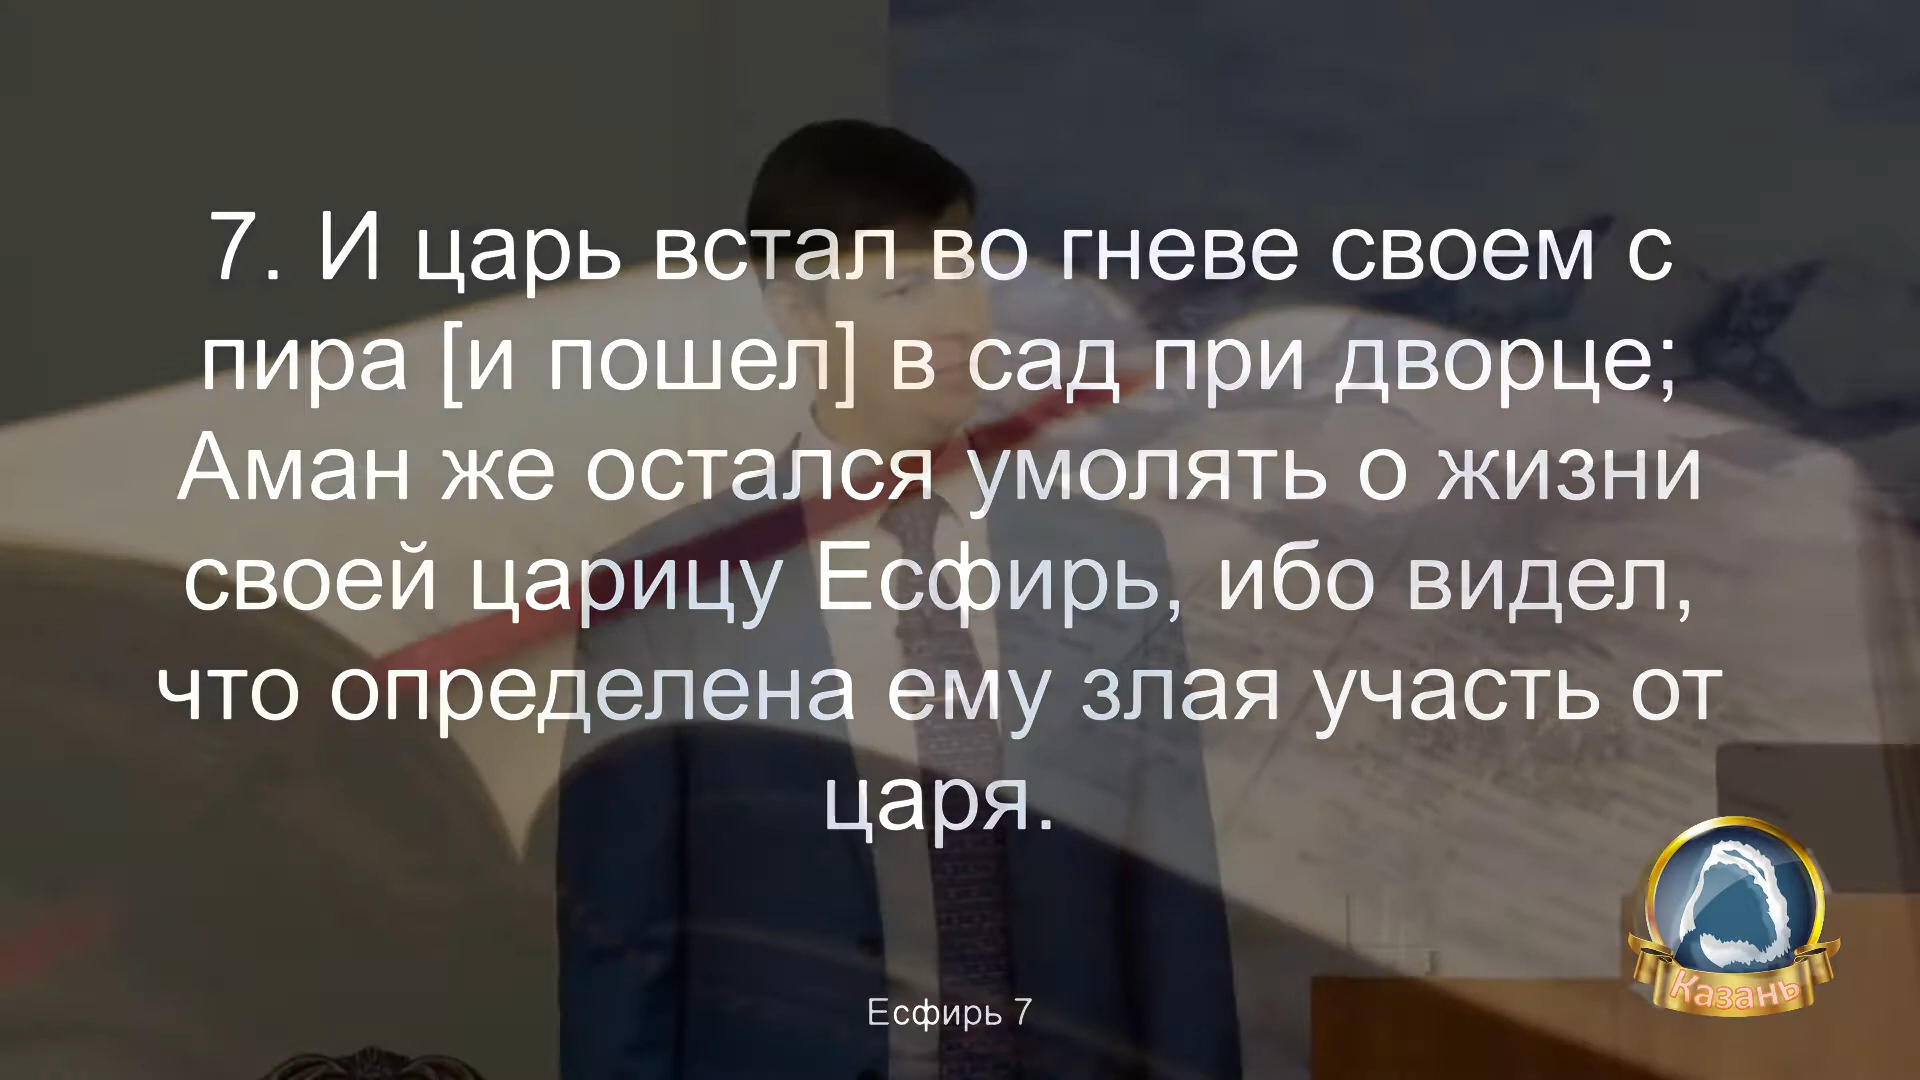 7. И царь встал во гневе своем с
пира [и пошел] в сад при дворце;
Аман же остался умолять о жизни
своей царицу Есфирь, ибо видел,
что определена ему злая участь от
царя.
Есфирь 7
Казань